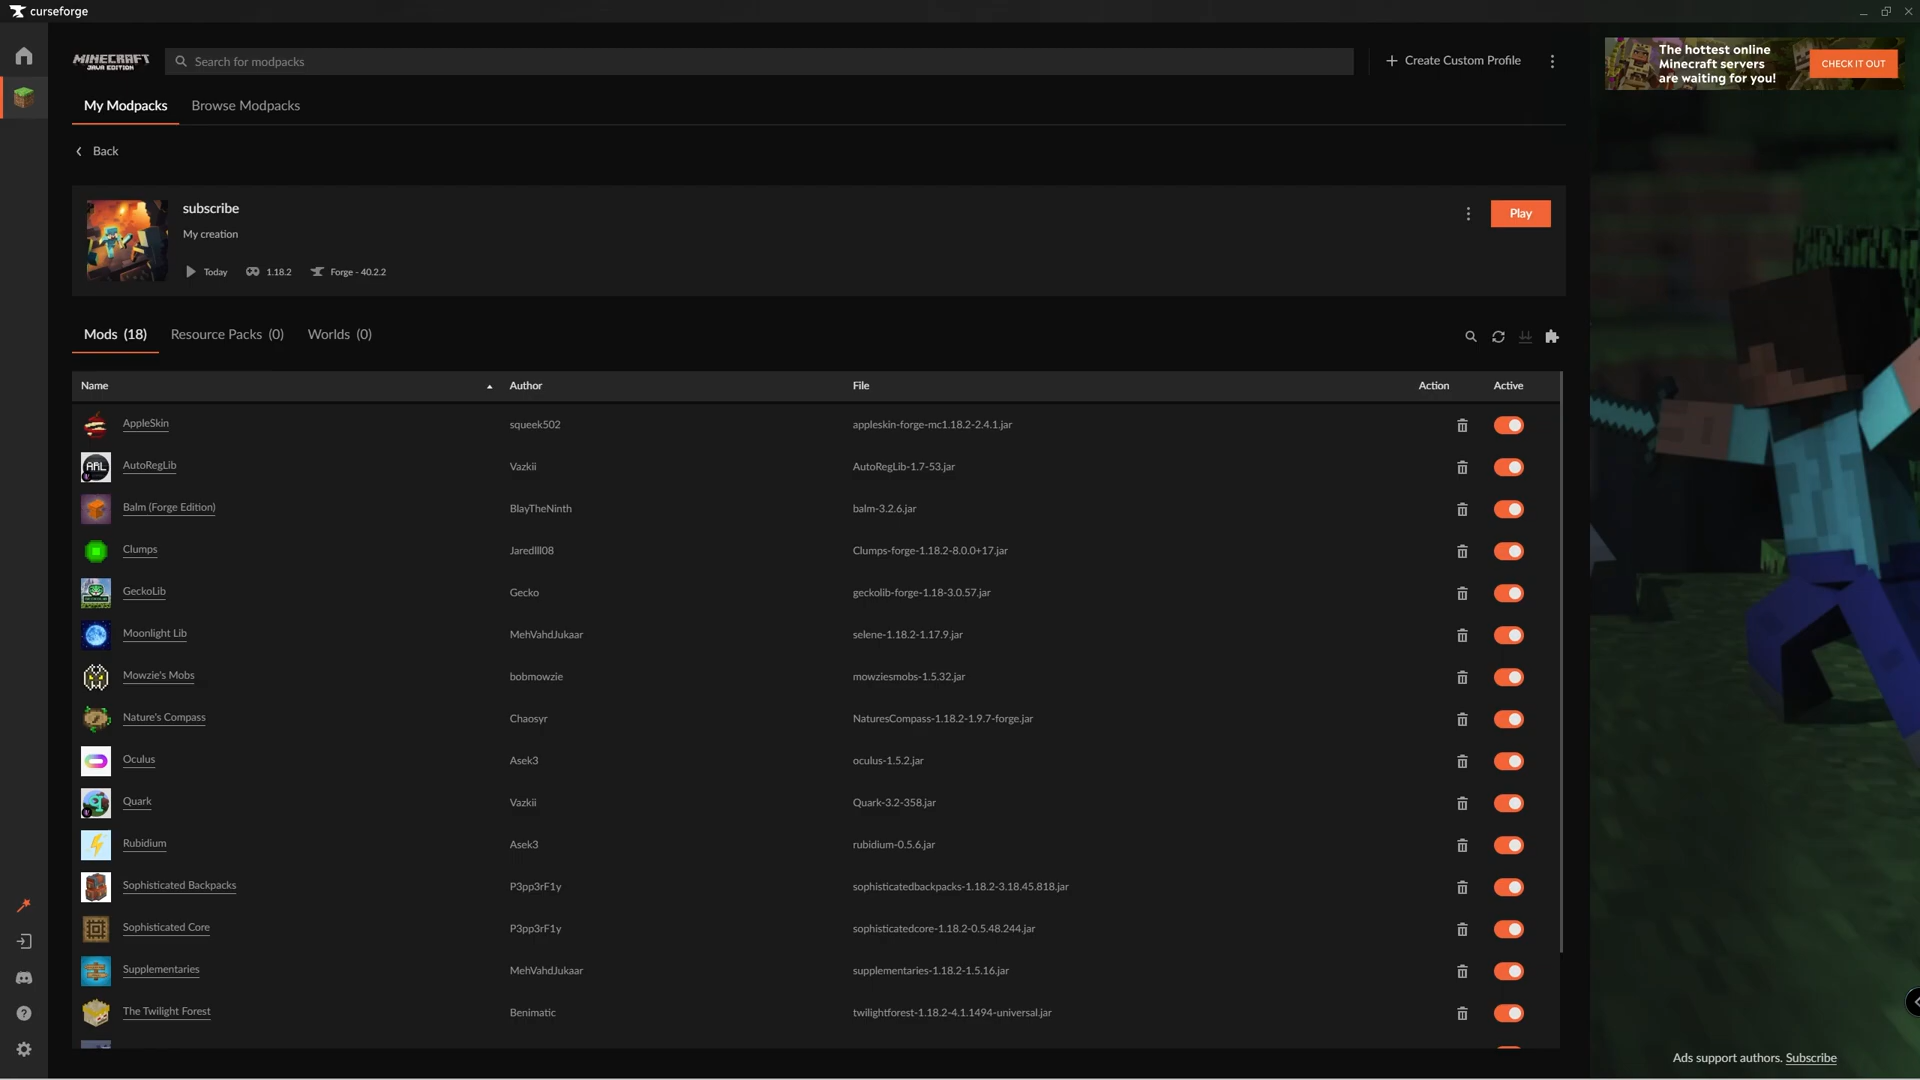 curseforge
MINECRAFT
JAVA EDITION
Search for modpacks
Create Custom Profile
The hottest online
Minecraft servers
are waiting for you!
CHECK IT OUT
My Modpacks
Browse Modpacks
Back
subscribe
My creation
Today
1.18.2
Forge - 40.2.2
Play
Mods (18)
Resource Packs (0)
Worlds (0)
Name Author File Action Active
AppleSkin squeek502 appleskin-forge-mc1.18.2-2.4.1.jar
ARL
AutoRegLib Vazkii AutoRegLib-1.7-53.jar
Balm (Forge Edition) BlayTheNinth balm-3.2.6.jar
Clumps Jaredlll08 Clumps-forge-1.18.2-8.0.0+17.jar
GeckoLib Gecko geckolib-forge-1.18-3.0.57.jar
Moonlight Lib MehVahdJukaar selene-1.18.2-1.17.9.jar
Mowzie's Mobs bobmowzie mowziesmobs-1.5.32.jar
Nature's Compass Chaosyr NaturesCompass-1.18.2-1.9.7-forge.jar
Oculus Asek3 oculus-1.5.2.jar
Quark Vazkii Quark-3.2-358.jar
Rubidium Asek3 rubidium-0.5.6.jar
Sophisticated Backpacks P3pp3rF1y sophisticatedbackpacks-1.18.2-3.18.45.818.jar
Sophisticated Core P3pp3rF1y sophisticatedcore-1.18.2-0.5.48.244.jar
Supplementaries MehVahdJukaar supplementaries-1.18.2-1.5.16.jar
The Twilight Forest Benimatic twilightforest-1.18.2-4.1.1494-universal.jar
Ads support authors. Subscribe